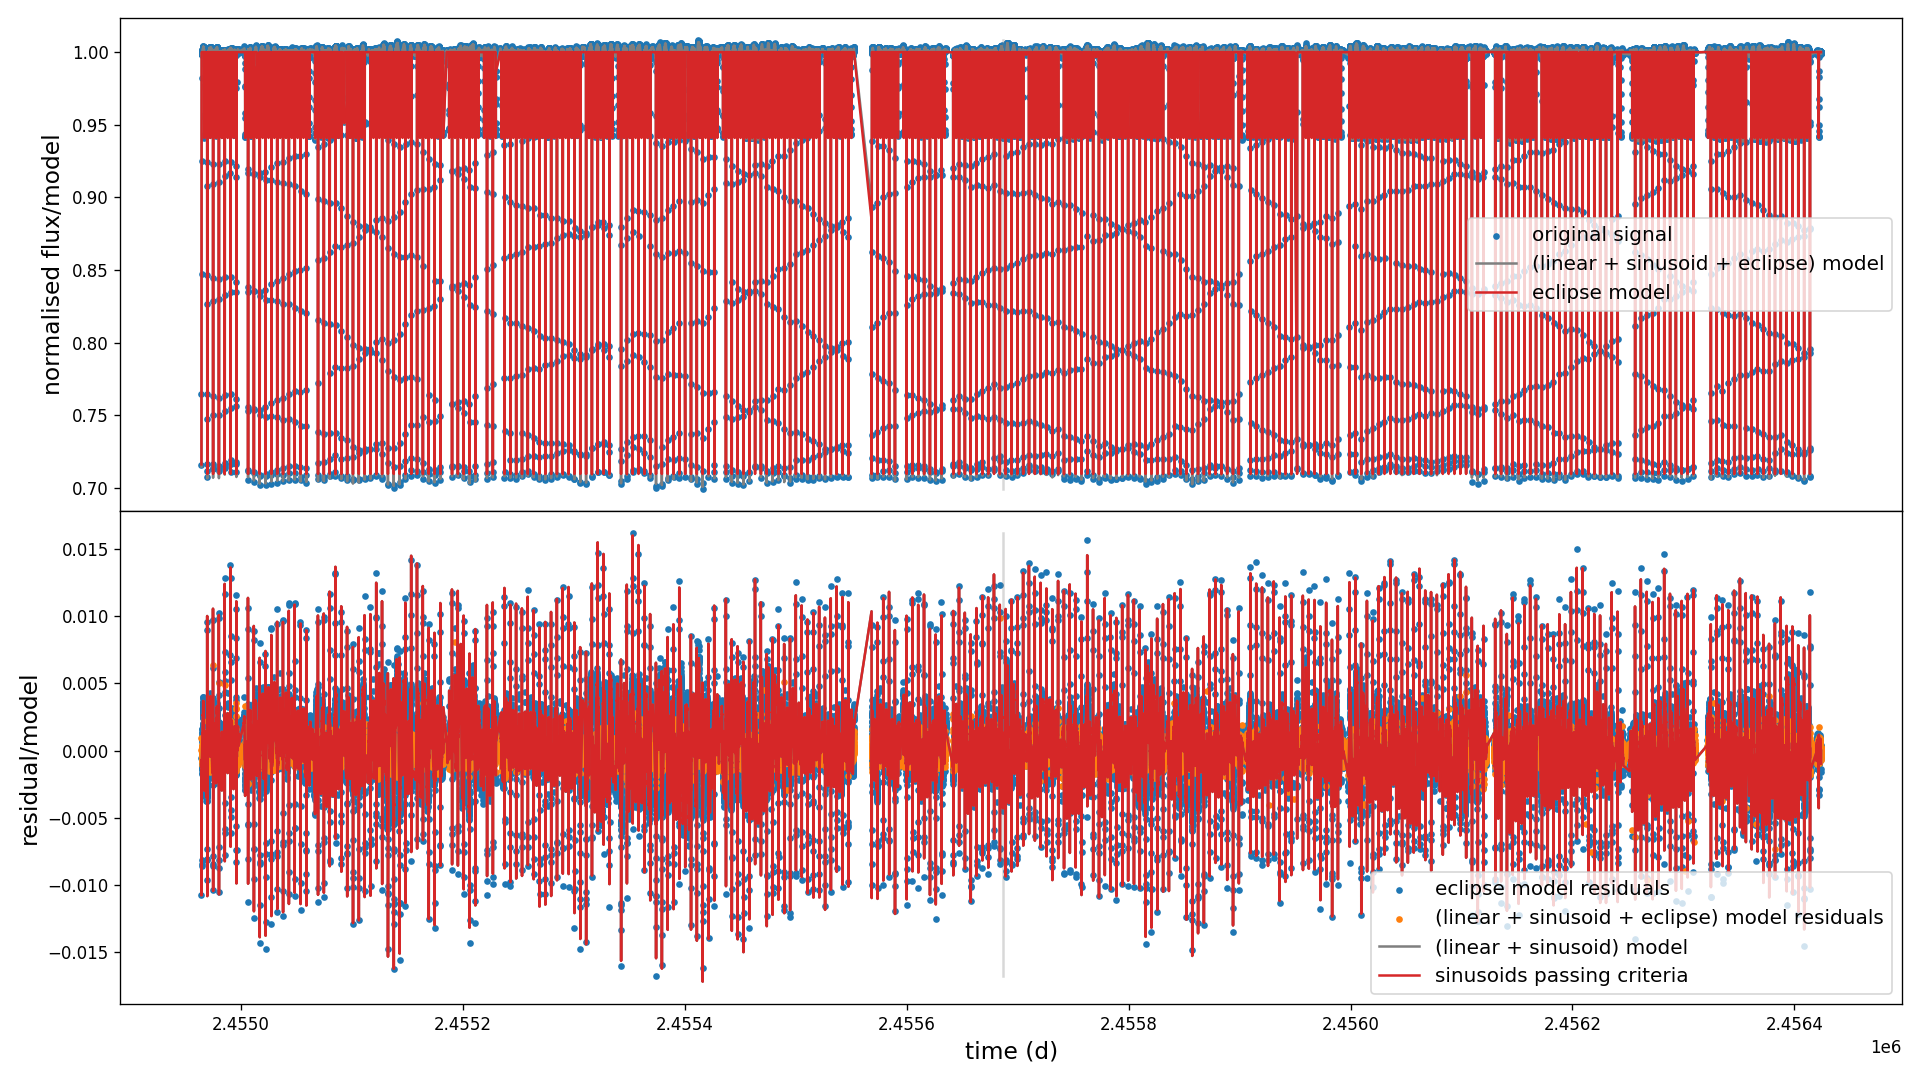 1.00
0.95
0.90
0.85
0.80
0.75
0.70
normalised flux/model
original signal
(linear + sinusoid + eclipse) model
eclipse model
0.015
0.010
0.005
0.000
−0.005
−0.010
−0.015
residual/model
eclipse model residuals
(linear + sinusoid + eclipse) model residuals
(linear + sinusoid) model
sinusoids passing criteria
2.4550
2.4552
2.4554
2.4556
2.4558
2.4560
2.4562
2.4564
1e6
time (d)